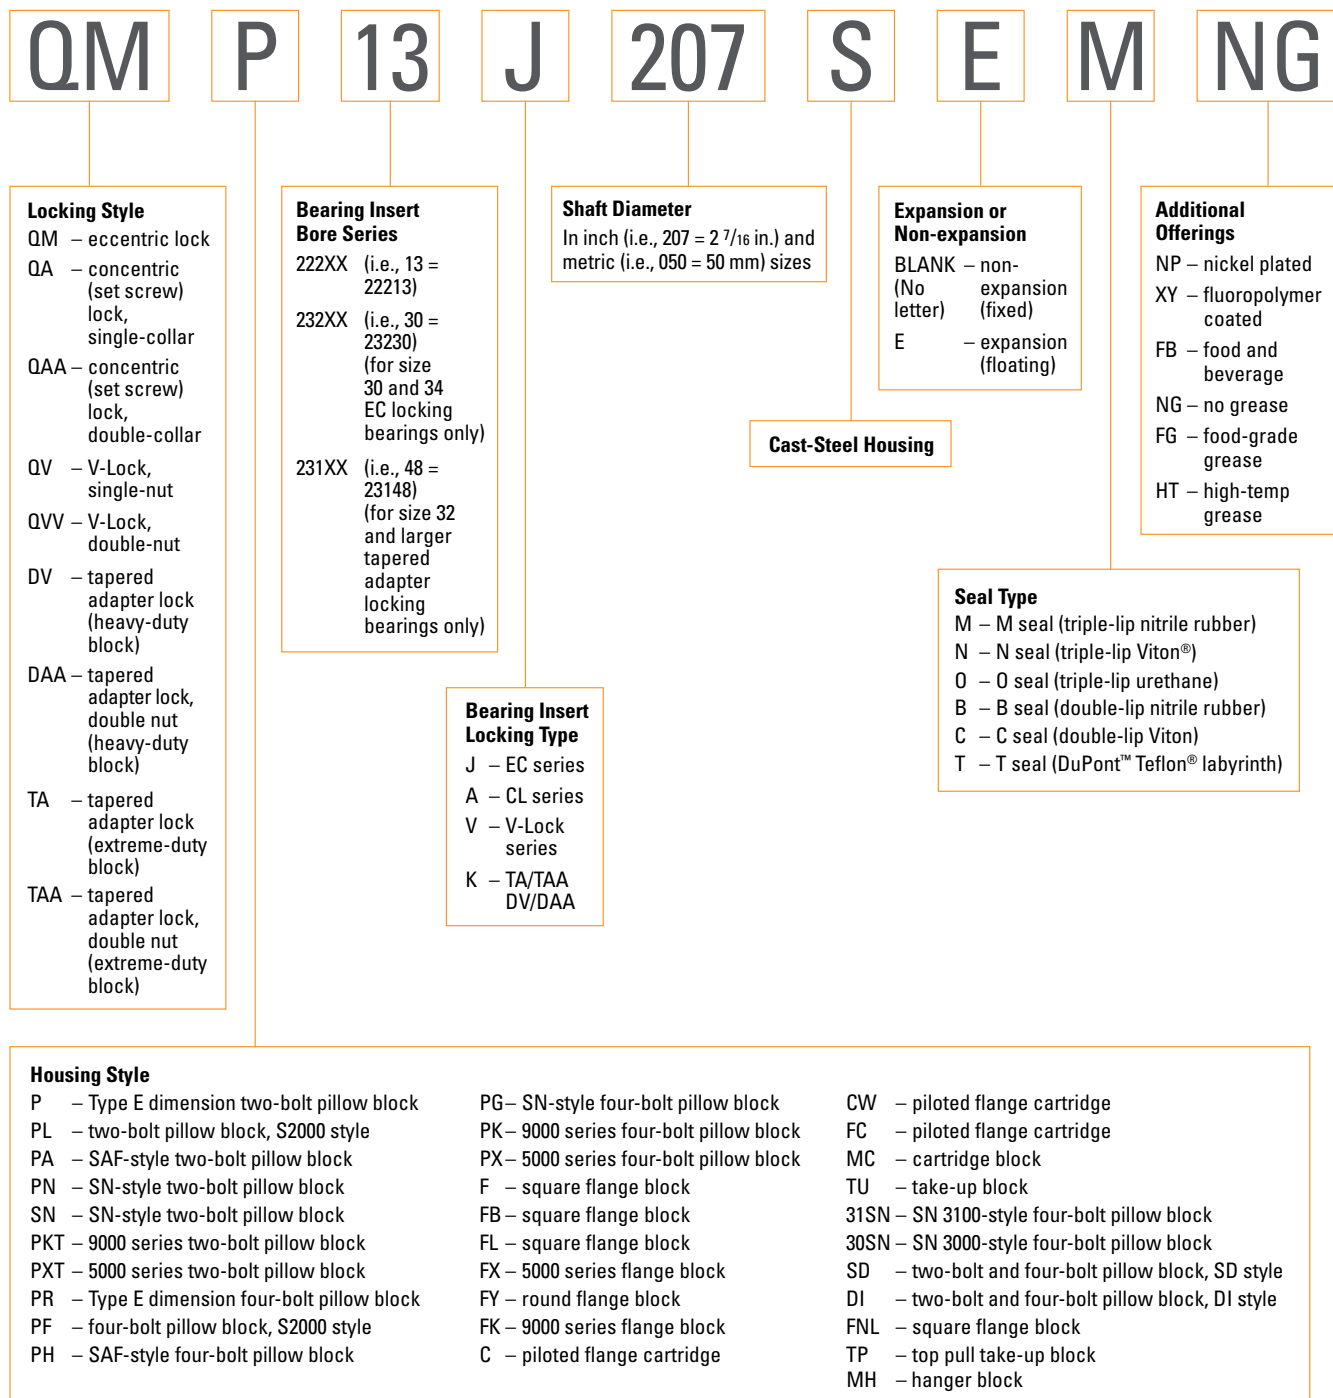 QM P 13 J 207 S E M NG
Locking Style
QM – eccentric lock
QA – concentric
(set screw)
lock,
single-collar
QAA – concentric
(set screw)
lock,
double-collar
QV – V-Lock,
single-nut
QVV – V-Lock,
double-nut
DV – tapered
adapter lock
(heavy-duty
block)
DAA – tapered
adapter lock,
double nut
(heavy-duty
block)
TA – tapered
adapter lock
(extreme-duty
block)
TAA – tapered
adapter lock,
double nut
(extreme-duty
block)
Bearing Insert
Bore Series
222XX (i.e., 13 =
22213)
232XX (i.e., 30 =
23230)
(for size
30 and 34
EC locking
bearings only)
231XX (i.e., 48 =
23148)
(for size 32
and larger
tapered
adapter
locking
bearings only)
Bearing Insert
Locking Type
J – EC series
A – CL series
V – V-Lock
series
K – TA/TAA
DV/DAA
Shaft Diameter
In inch (i.e., 207 = 2 7/16 in.) and
metric (i.e., 050 = 50 mm) sizes
Cast-Steel Housing
Expansion or
Non-expansion
BLANK – non-
(No expansion
letter) (fixed)
E – expansion
(floating)
Seal Type
M – M seal (triple-lip nitrile rubber)
N – N seal (triple-lip Viton®)
O – O seal (triple-lip urethane)
B – B seal (double-lip nitrile rubber)
C – C seal (double-lip Viton)
T – T seal (DuPont™ Teflon® labyrinth)
Additional
Offerings
NP – nickel plated
XY – fluoropolymer
coated
FB – food and
beverage
NG – no grease
FG – food-grade
grease
HT – high-temp
grease
Housing Style
P – Type E dimension two-bolt pillow block
PL – two-bolt pillow block, S2000 style
PA – SAF-style two-bolt pillow block
PN – SN-style two-bolt pillow block
SN – SN-style two-bolt pillow block
PKT – 9000 series two-bolt pillow block
PXT – 5000 series two-bolt pillow block
PR – Type E dimension four-bolt pillow block
PF – four-bolt pillow block, S2000 style
PH – SAF-style four-bolt pillow block
PG – SN-style four-bolt pillow block
PK – 9000 series four-bolt pillow block
PX – 5000 series four-bolt pillow block
F – square flange block
FB – square flange block
FL – square flange block
FX – 5000 series flange block
FY – round flange block
FK – 9000 series flange block
C – piloted flange cartridge
CW – piloted flange cartridge
FC – piloted flange cartridge
MC – cartridge block
TU – take-up block
31SN – SN 3100-style four-bolt pillow block
30SN – SN 3000-style four-bolt pillow block
SD – two-bolt and four-bolt pillow block, SD style
DI – two-bolt and four-bolt pillow block, DI style
FNL – square flange block
TP – top pull take-up block
MH – hanger block